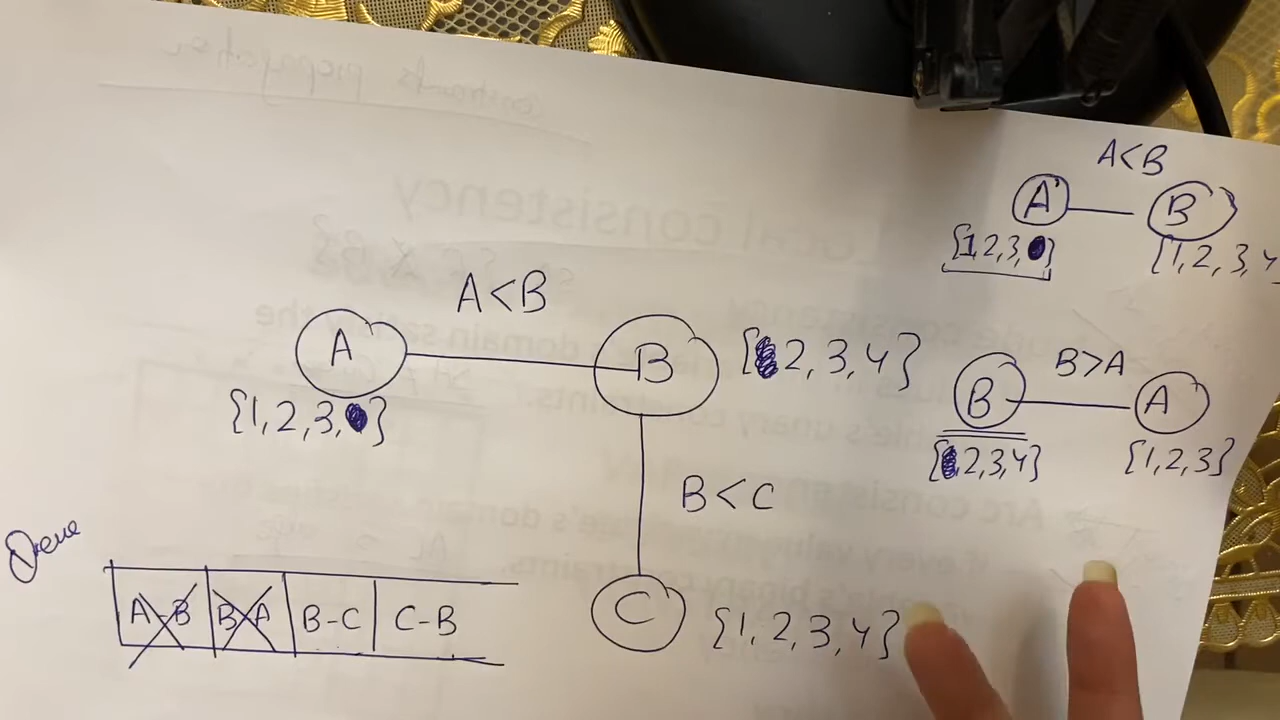 A<B
A B
{1,2,3, }
{1,2,3,4
A<B
A B
{ 2,3,4}
{1,2,3, }
B>A
B A
{ 2,3,4}
{1,2,3}
B<C
C
{1,2,3,4}
A-B B-A B-C C-B